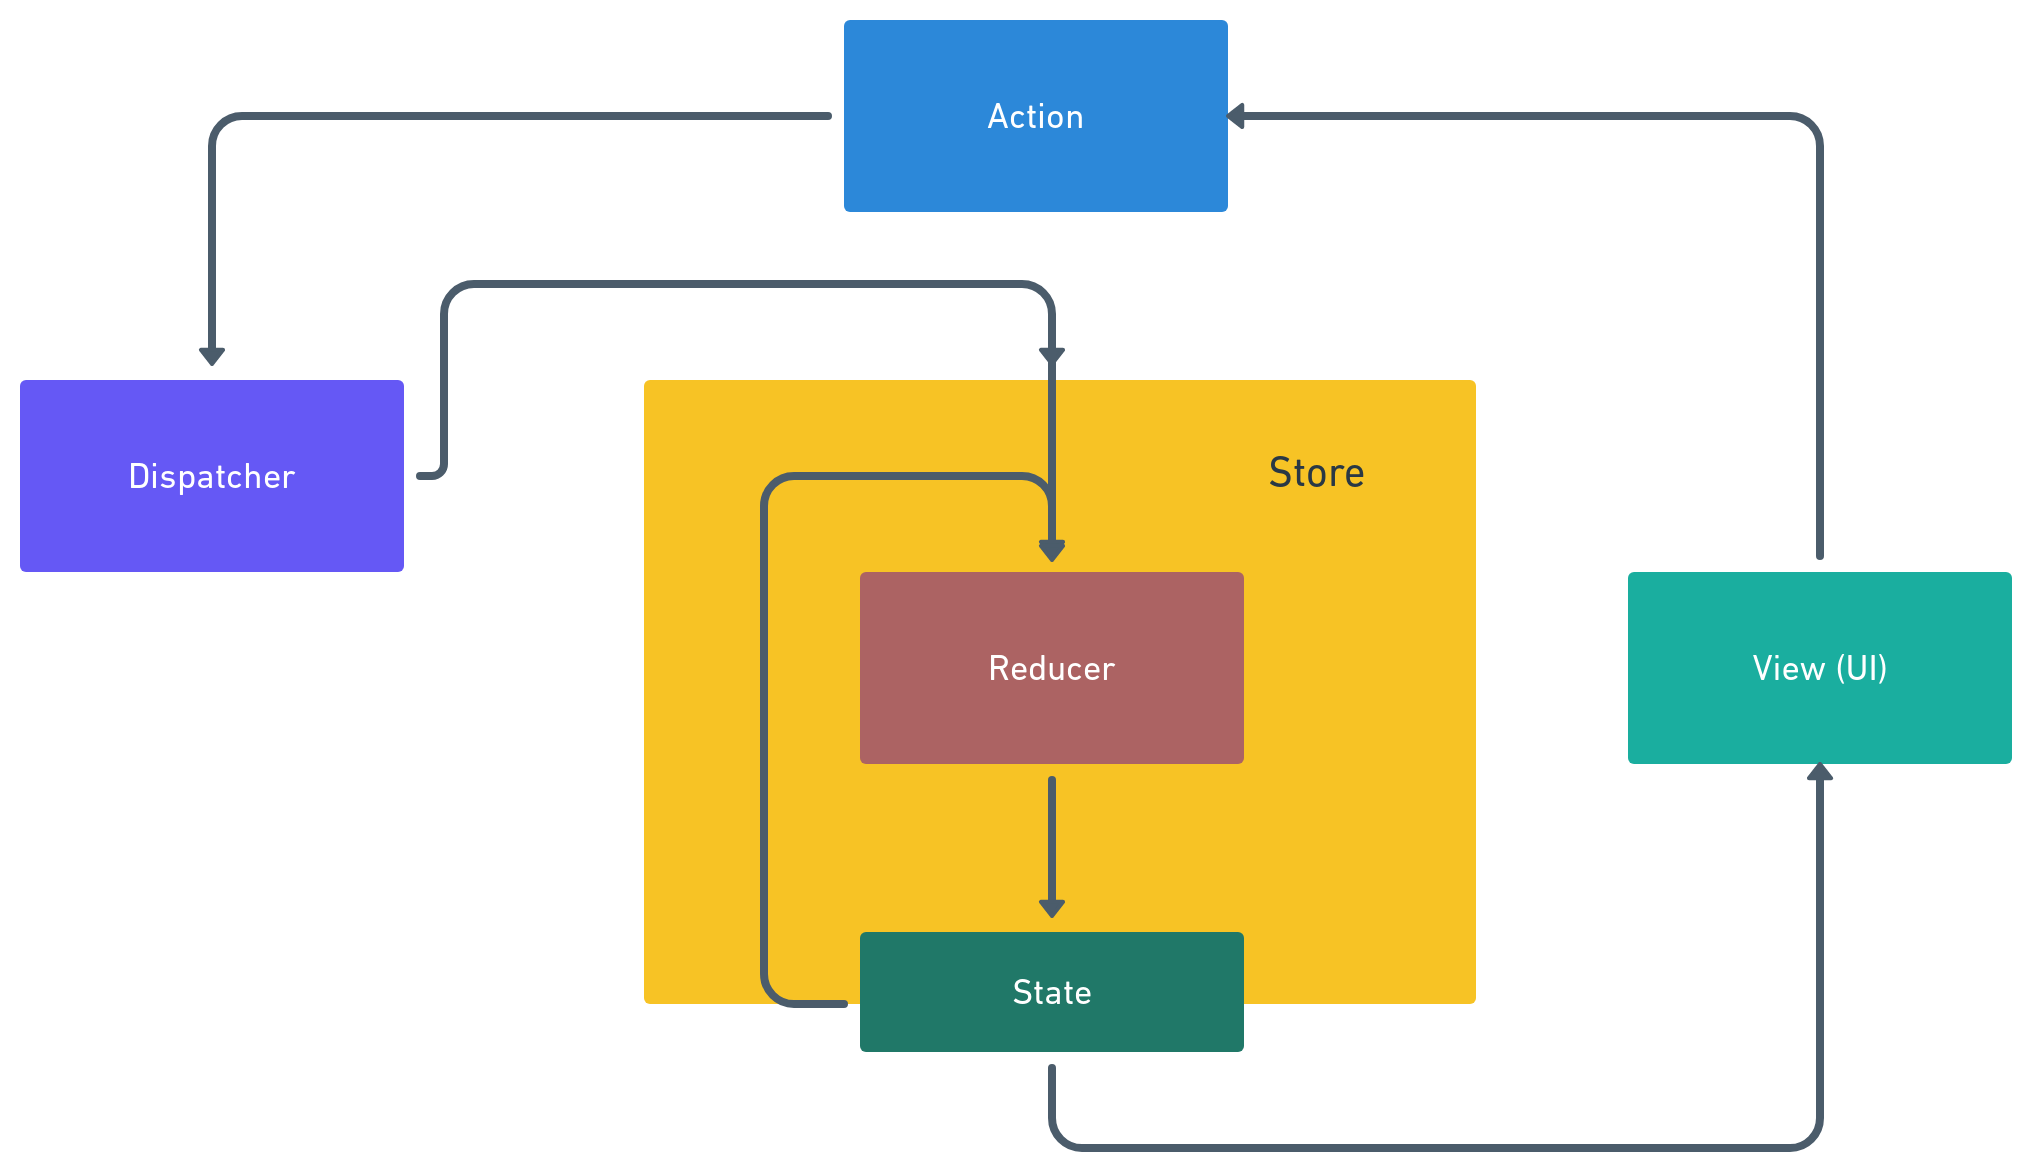 Action
Dispatcher
Store
Reducer
View (UI)
State